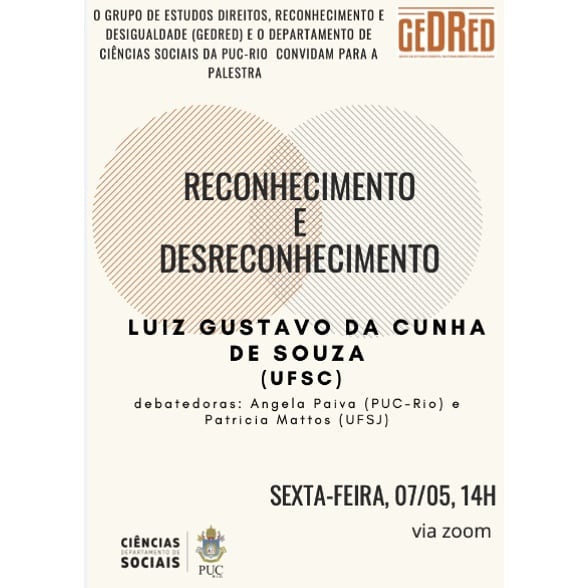 O GRUPO DE ESTUDOS DIREITOS, RECONHECIMENTO E
DESIGUALDADE (GEDRED) E O DEPARTAMENTO DE
CIÊNCIAS SOCIAIS DA PUC-RIO CONVIDAM PARA A
PALESTRA
GEDRED
RECONHECIMENTO
E
DESRECONHECIMENTO
LUIZ GUSTAVO DA CUNHA
DE SOUZA
(UFSC)
debatedoras: Angela Paiva (PUC-Rio) e
Patricia Mattos (UFSJ)
SEXTA-FEIRA, 07/05, 14H
via zoom
CIÊNCIAS
DEPARTAMENTO DE
SOCIAIS
PUC